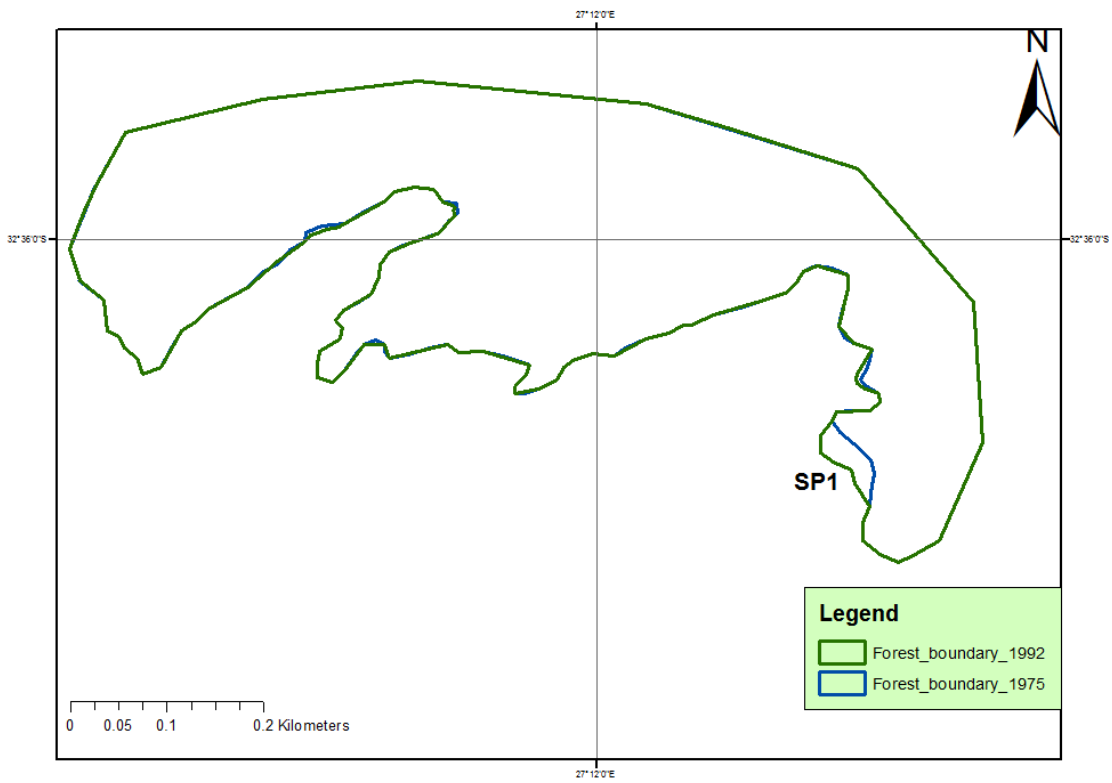 27°12'0"E
N
32°36'0"S
32°36'0"S
SP1
Legend
Forest_boundary_1992
Forest_boundary_1975
0 0.05 0.1 0.2 Kilometers
27°12'0"E